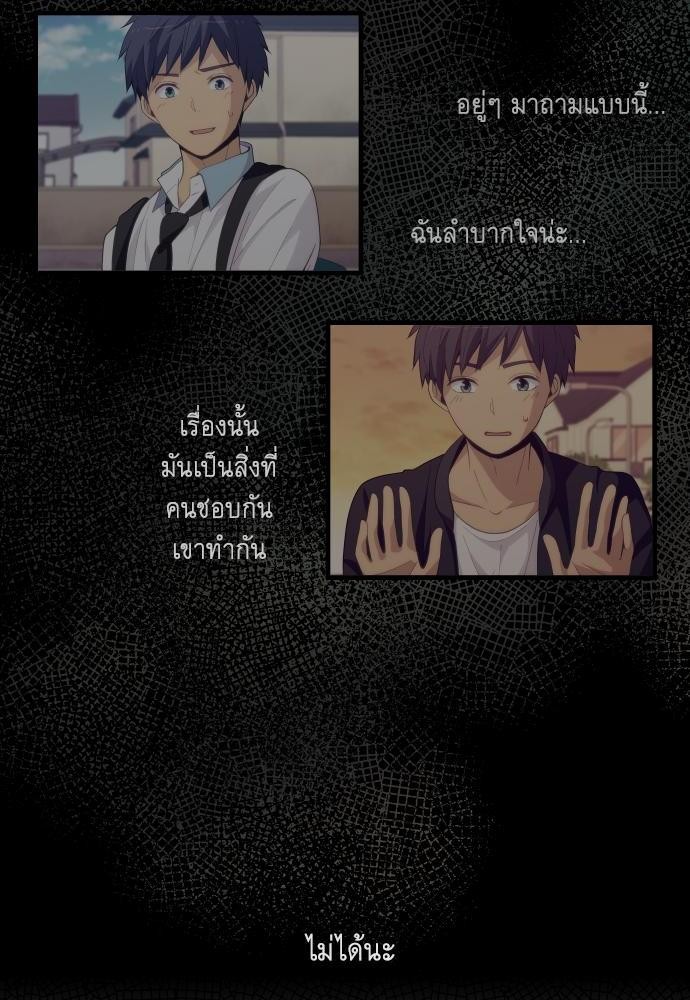 อยู่ๆ มาถามแบบนี้...
ฉันลำบากใจน่ะ...
เรื่องนั้น
มันเป็นสิ่งที่
คนชอบกัน
เขาทำกัน
ไม่ได้นะ